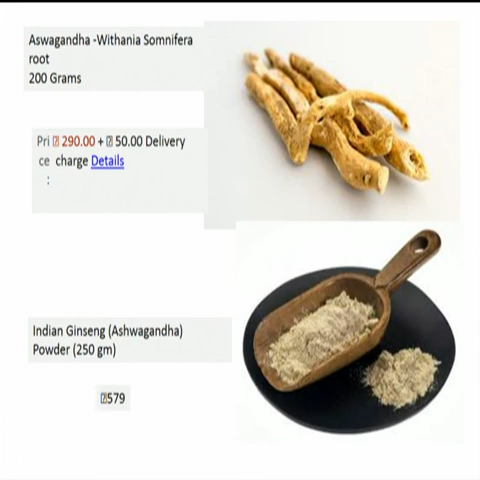 Aswagandha -Withania Somnifera
root
200 Grams
Pri 290.00 + 50.00 Delivery
ce charge Details
:
Indian Ginseng (Ashwagandha)
Powder (250 gm)
579